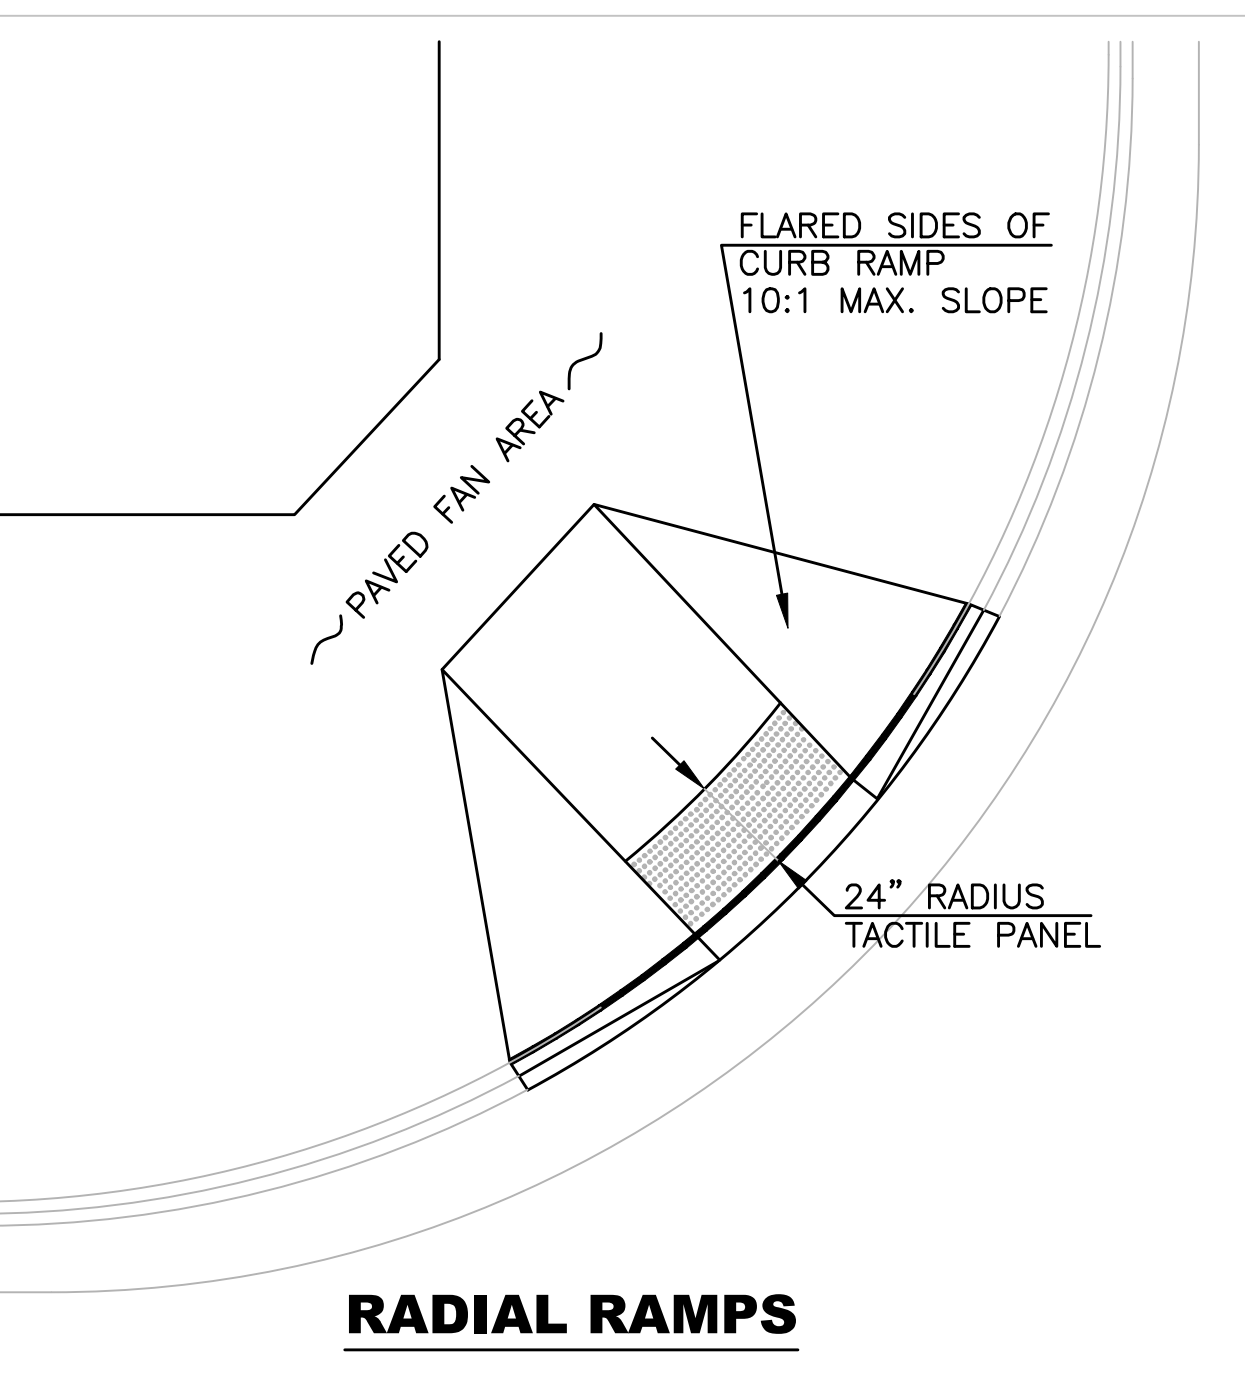 FLARED SIDES OF
CURB RAMP
10:1 MAX. SLOPE
PAVED FAN AREA
24” RADIUS
TACTILE PANEL
RADIAL RAMPS